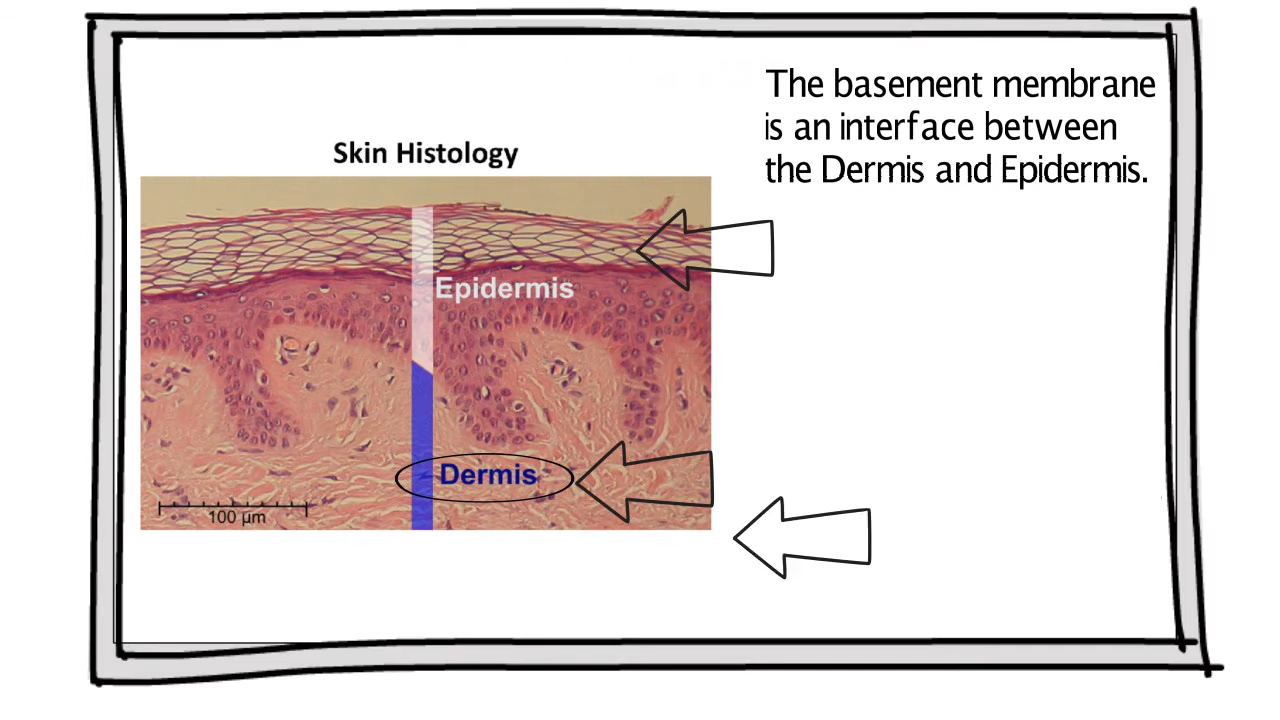 The basement membrane
is an interface between
the Dermis and Epidermis.
Skin Histology
Epidermis
Dermis
100 µm